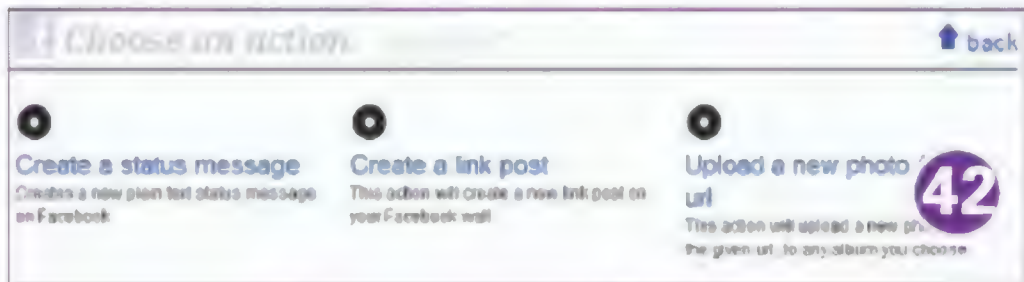 Choose an action.
back
Create a status message
Creates a new plain text status message
on Facebook
Create a link post
This action will create a new link post on
your Facebook wall
Upload a new photo
url
42
This action will upload a new
the given url to any album you choose